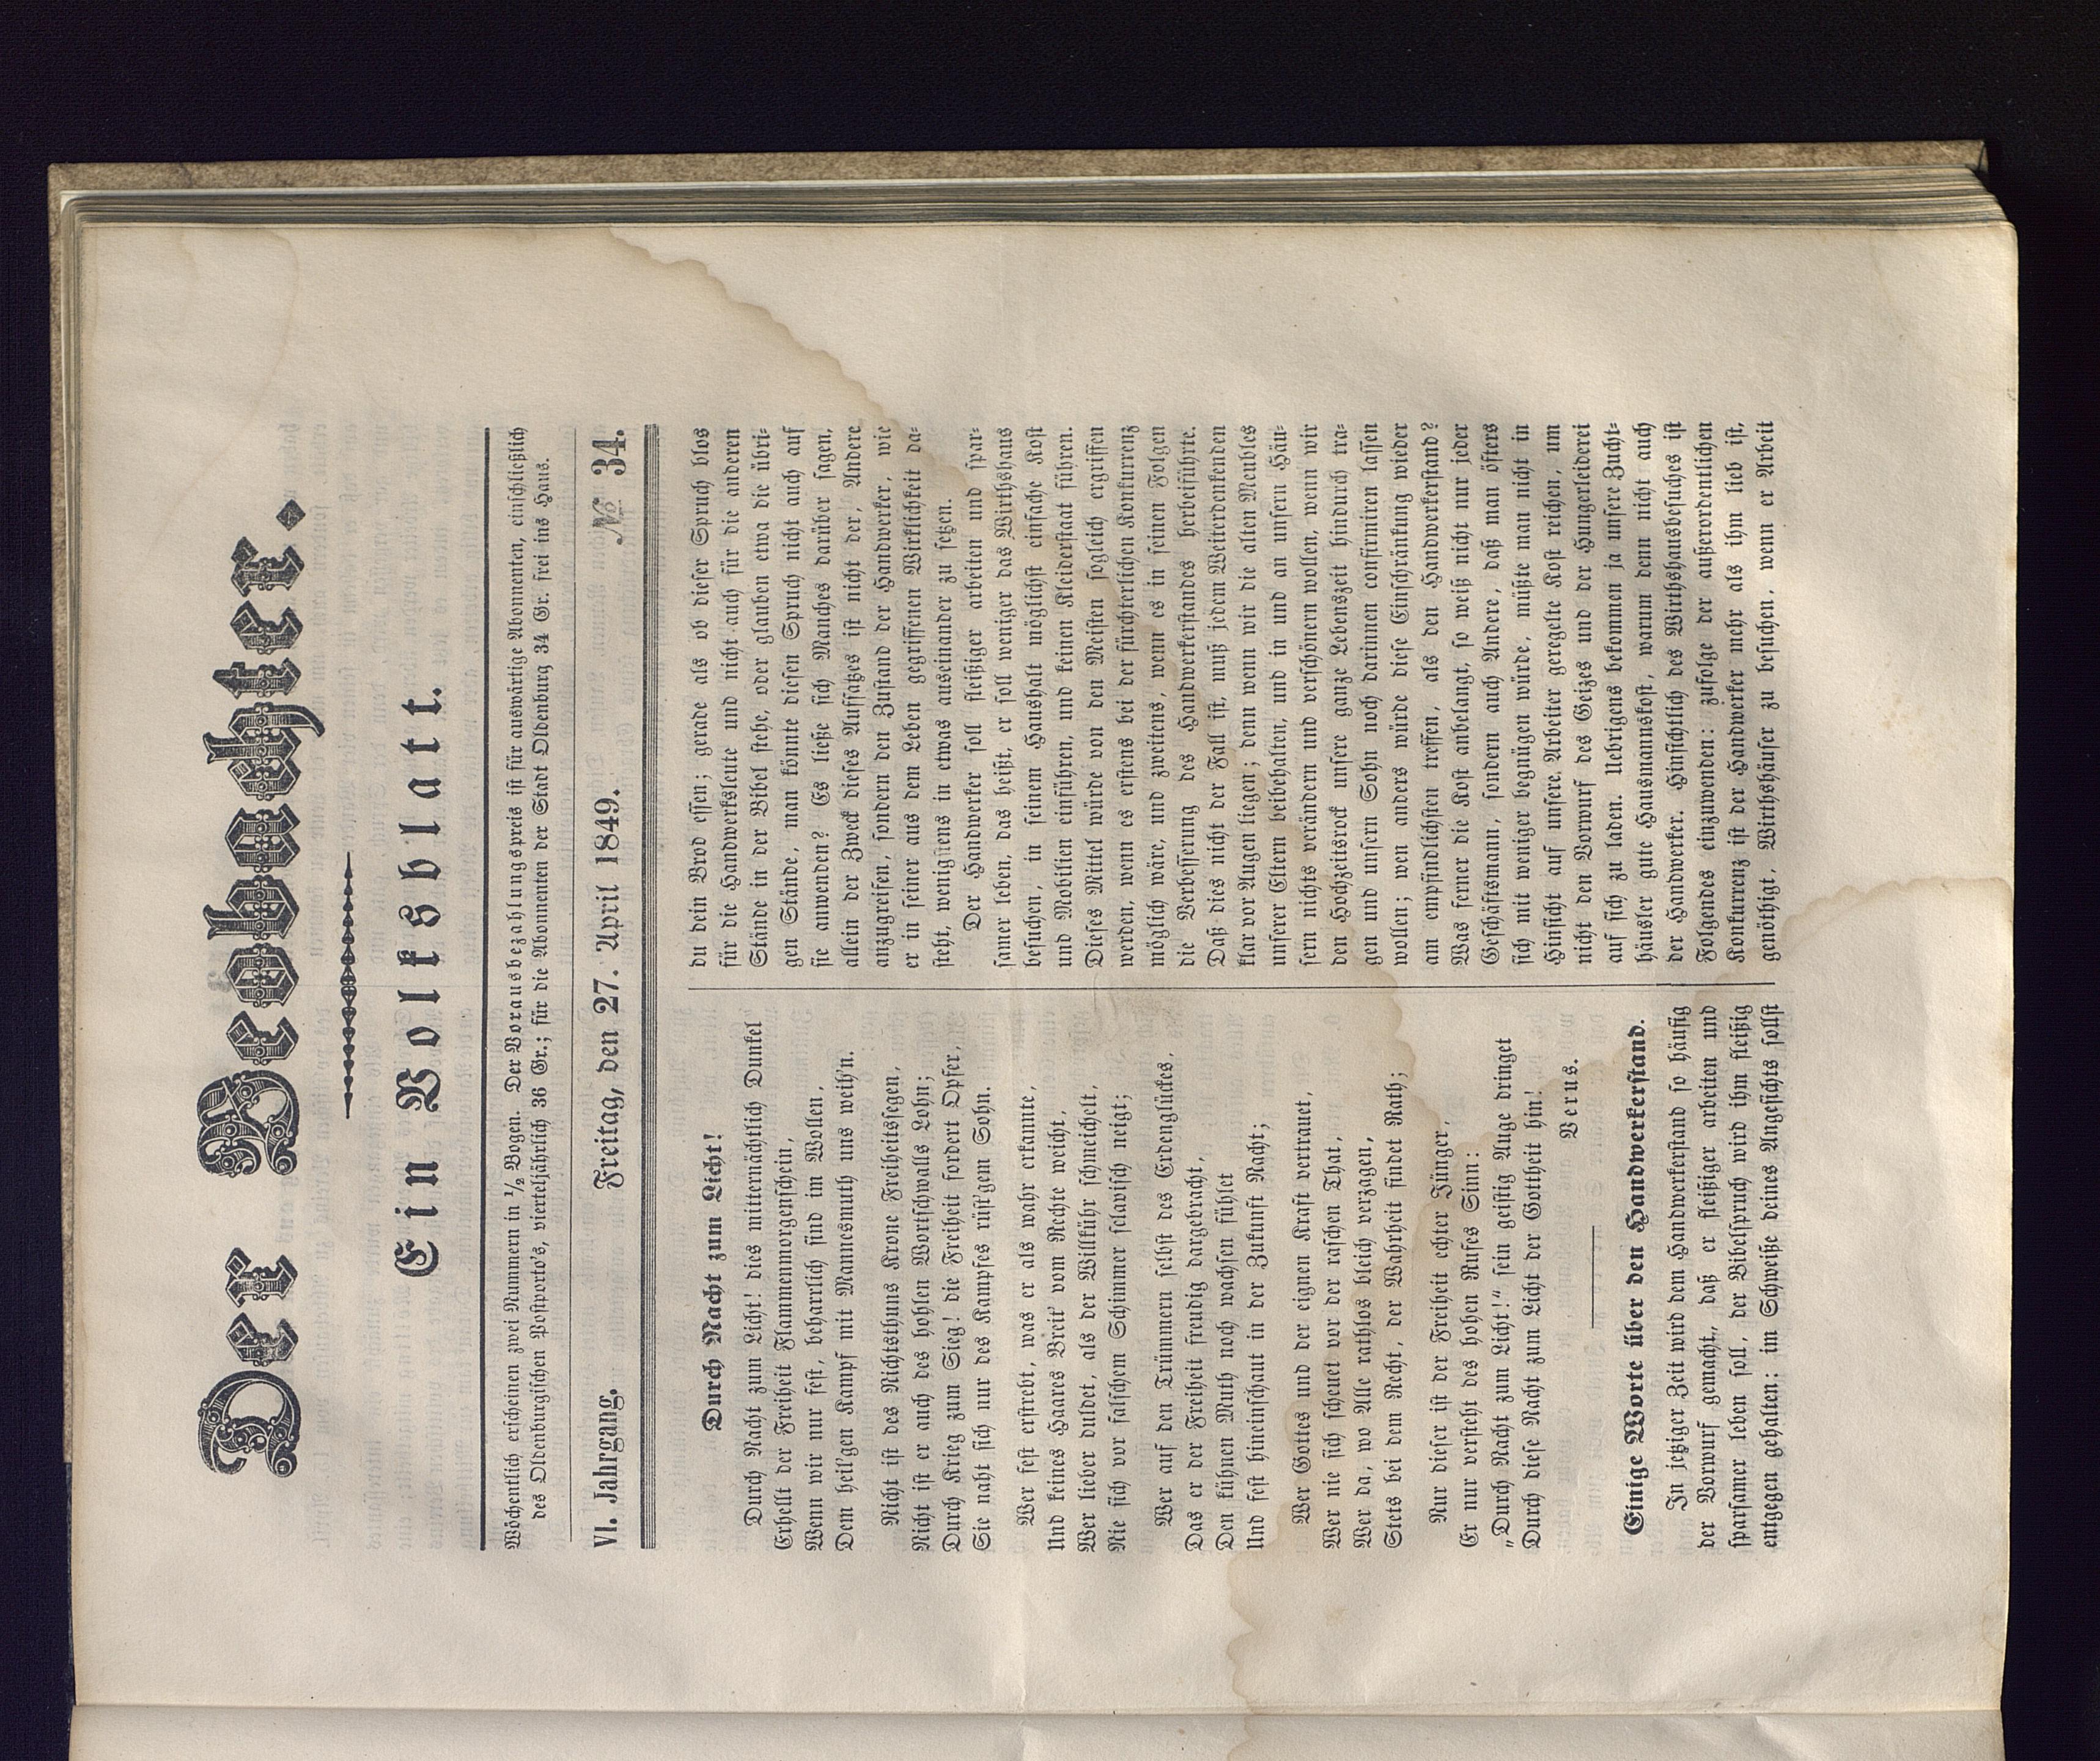 Der Beobachter.
Ein Volksblatt.
Wöchentlich erscheinen zwei Nummern in ½ Bogen. Der Vorausbezahlungspreis ist für auswärtige Abonnenten, einschließlich
des Oldenburgischen Postporto's, vierteljährlich 36 Gr.; für die Abonnenten der Stadt Oldenburg 34 Gr. frei ins Haus.
VI. Jahrgang. Freitag, den 27. April 1849. № 34.
Durch Nacht zum Licht!
Durch Nacht zum Licht! dies mitternächtlich Dunkel
Erhellt der Freiheit Flammenmorgenschein,
Wenn wir nur fest, beharrlich sind im Wollen,
Dem heil'gen Kampf mit Mannesmuth uns weih'n.
Nicht ist des Nichtsthuns Krone Freiheitssegen,
Nicht ist er auch des hohlen Wortschwalls Lohn;
Durch Krieg zum Sieg! die Freiheit fordert Opfer,
Sie naht sich nur des Kampfes rüst'gem Sohn.
Wer fest erstrebt, was er als wahr erkannte,
Und keines Haares Breit' vom Rechte weicht,
Wer lieber duldet, als der Willkühr schmeichelt,
Nie sich vor falschem Schimmer sclavisch neigt;
Wer auf den Trümmern selbst des Erdenglückes,
Das er der Freiheit freudig dargebracht,
Den kühnen Muth noch wachsen fühlet
Und fest hineinschaut in der Zukunft Nacht;
Wer Gottes und der eignen Kraft vertrauet,
Wer nie sich scheuet vor der raschen That,
Wer da, wo Alle rathlos bleich verzagen,
Stets bei dem Recht, der Wahrheit findet Rath;
Nur dieser ist der Freiheit echter Jünger,
Er nur versteht des hohen Rufes Sinn:
„Durch Nacht zum Licht!“ sein geistig Auge dringet
Durch diese Nacht zum Licht der Gottheit hin!
Verus.
Einige Worte über den Handwerkerstand.
In jetziger Zeit wird dem Handwerkerstand so häufig
der Vorwurf gemacht, daß er fleißiger arbeiten und
sparsamer leben soll, der Bibelspruch wird ihm fleißig
entgegen gehalten: im Schweiße deines Angesichts sollst
du dein Brod essen; gerade als ob dieser Spruch blos
für die Handwerksleute und nicht auch für die anderen
Stände in der Bibel stehe, oder glauben etwa die übri-
gen Stände, man könnte diesen Spruch nicht auch auf
sie anwenden? Es ließe sich Manches darüber sagen,
allein der Zweck dieses Aufsatzes ist nicht der, Andere
anzugreifen, sondern den Zustand der Handwerker, wie
er in seiner aus dem Leben gegriffenen Wirklichkeit da-
steht, wenigstens in etwas auseinander zu setzen.
Der Handwerker soll fleißiger arbeiten und spar-
samer leben, das heißt, er soll weniger das Wirthshaus
besuchen, in seinem Haushalt möglichst einfache Kost
und Mobilien einführen, und keinen Kleiderstaat führen.
Dieses Mittel würde von den Meisten sogleich ergriffen
werden, wenn es erstens bei der fürchterlichen Konkurrenz
möglich wäre, und zweitens, wenn es in seinen Folgen
die Verbesserung des Handwerkerstandes herbeiführte.
Daß dies nicht der Fall ist, muß jedem Weiterdenkenden
klar vor Augen liegen; denn wenn wir die alten Meubles
unserer Eltern beibehalten, und in und an unsern Häu-
sern nichts verändern und verschönern wollen, wenn wir
den Hochzeitsrock unsere ganze Lebenszeit hindurch tra-
gen und unsern Sohn noch darinnen confirmiren lassen
wollen; wen anders würde diese Einschränkung wieder
am empfindlichsten treffen, als den Handwerkerstand?
Was ferner die Kost anbelangt, so weiß nicht nur jeder
Geschäftsmann, sondern auch Andere, daß man öfters
sich mit weniger begnügen würde, müßte man nicht in
Hinsicht auf unsere Arbeiter geregelte Kost reichen, um
nicht den Vorwurf des Geizes und der Hungerleiderei
auf sich zu laden. Uebrigens bekommen ja unsere Zucht-
häusler gute Hausmannskost, warum denn nicht auch
der Handwerker. Hinsichtlich des Wirthshausbesuches ist
Folgendes einzuwenden: zufolge der außerordentlichen
Konkurrenz ist der Handwerker mehr als ihm lieb ist,
genöthigt, Wirthshäuser zu besuchen, wenn er Arbeit